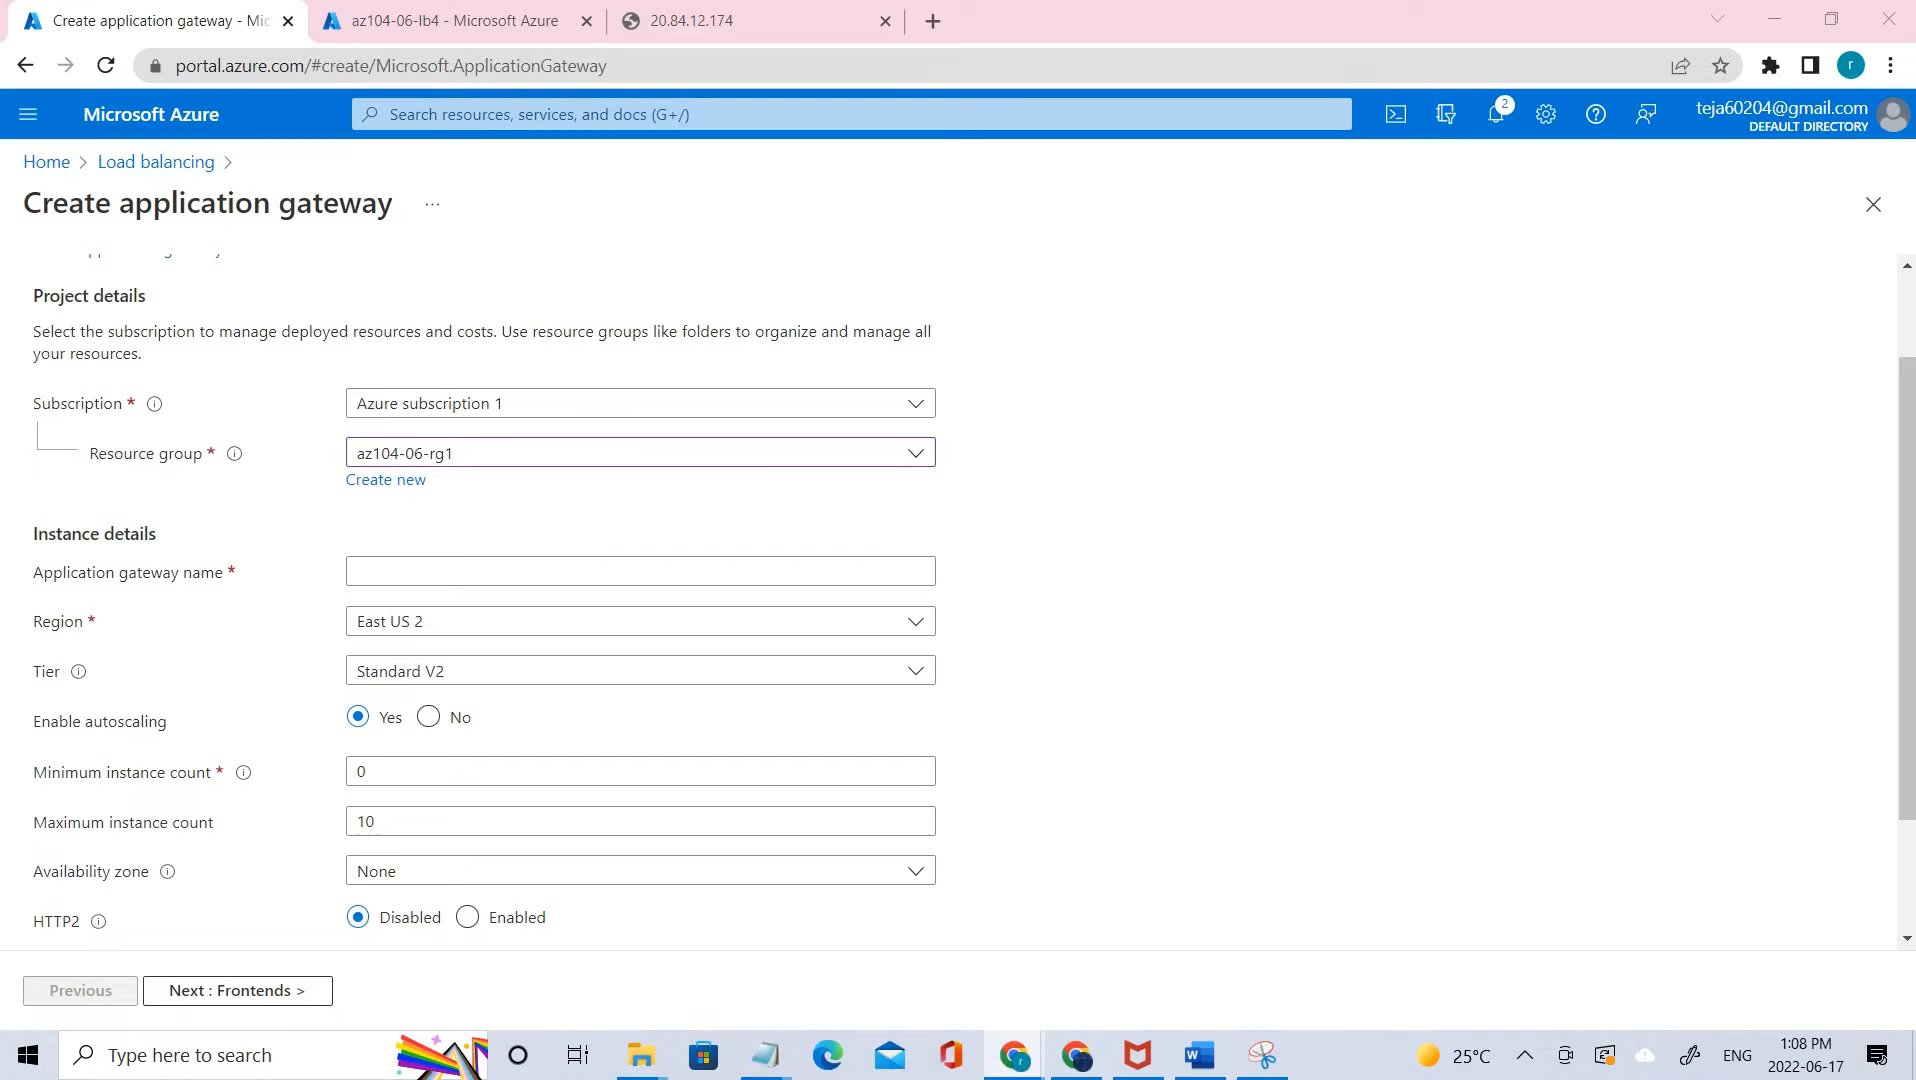 Create application gateway - Mic
az104-06-lb4 - Microsoft Azure
20.84.12.174
portal.azure.com/#create/Microsoft.ApplicationGateway
r
Microsoft Azure
Search resources, services, and docs (G+/)
2
teja60204@gmail.com
DEFAULT DIRECTORY
Home > Load balancing >
Create application gateway ...
Project details
Select the subscription to manage deployed resources and costs. Use resource groups like folders to organize and manage all
your resources.
Subscription *
Azure subscription 1
Resource group *
az104-06-rg1
Create new
Instance details
Application gateway name *
Region *
East US 2
Tier
Standard V2
Enable autoscaling
Yes No
Minimum instance count *
0
Maximum instance count
10
Availability zone
None
HTTP2
Disabled Enabled
Previous
Next : Frontends >
Type here to search
25°C
ENG
1:08 PM
2022-06-17